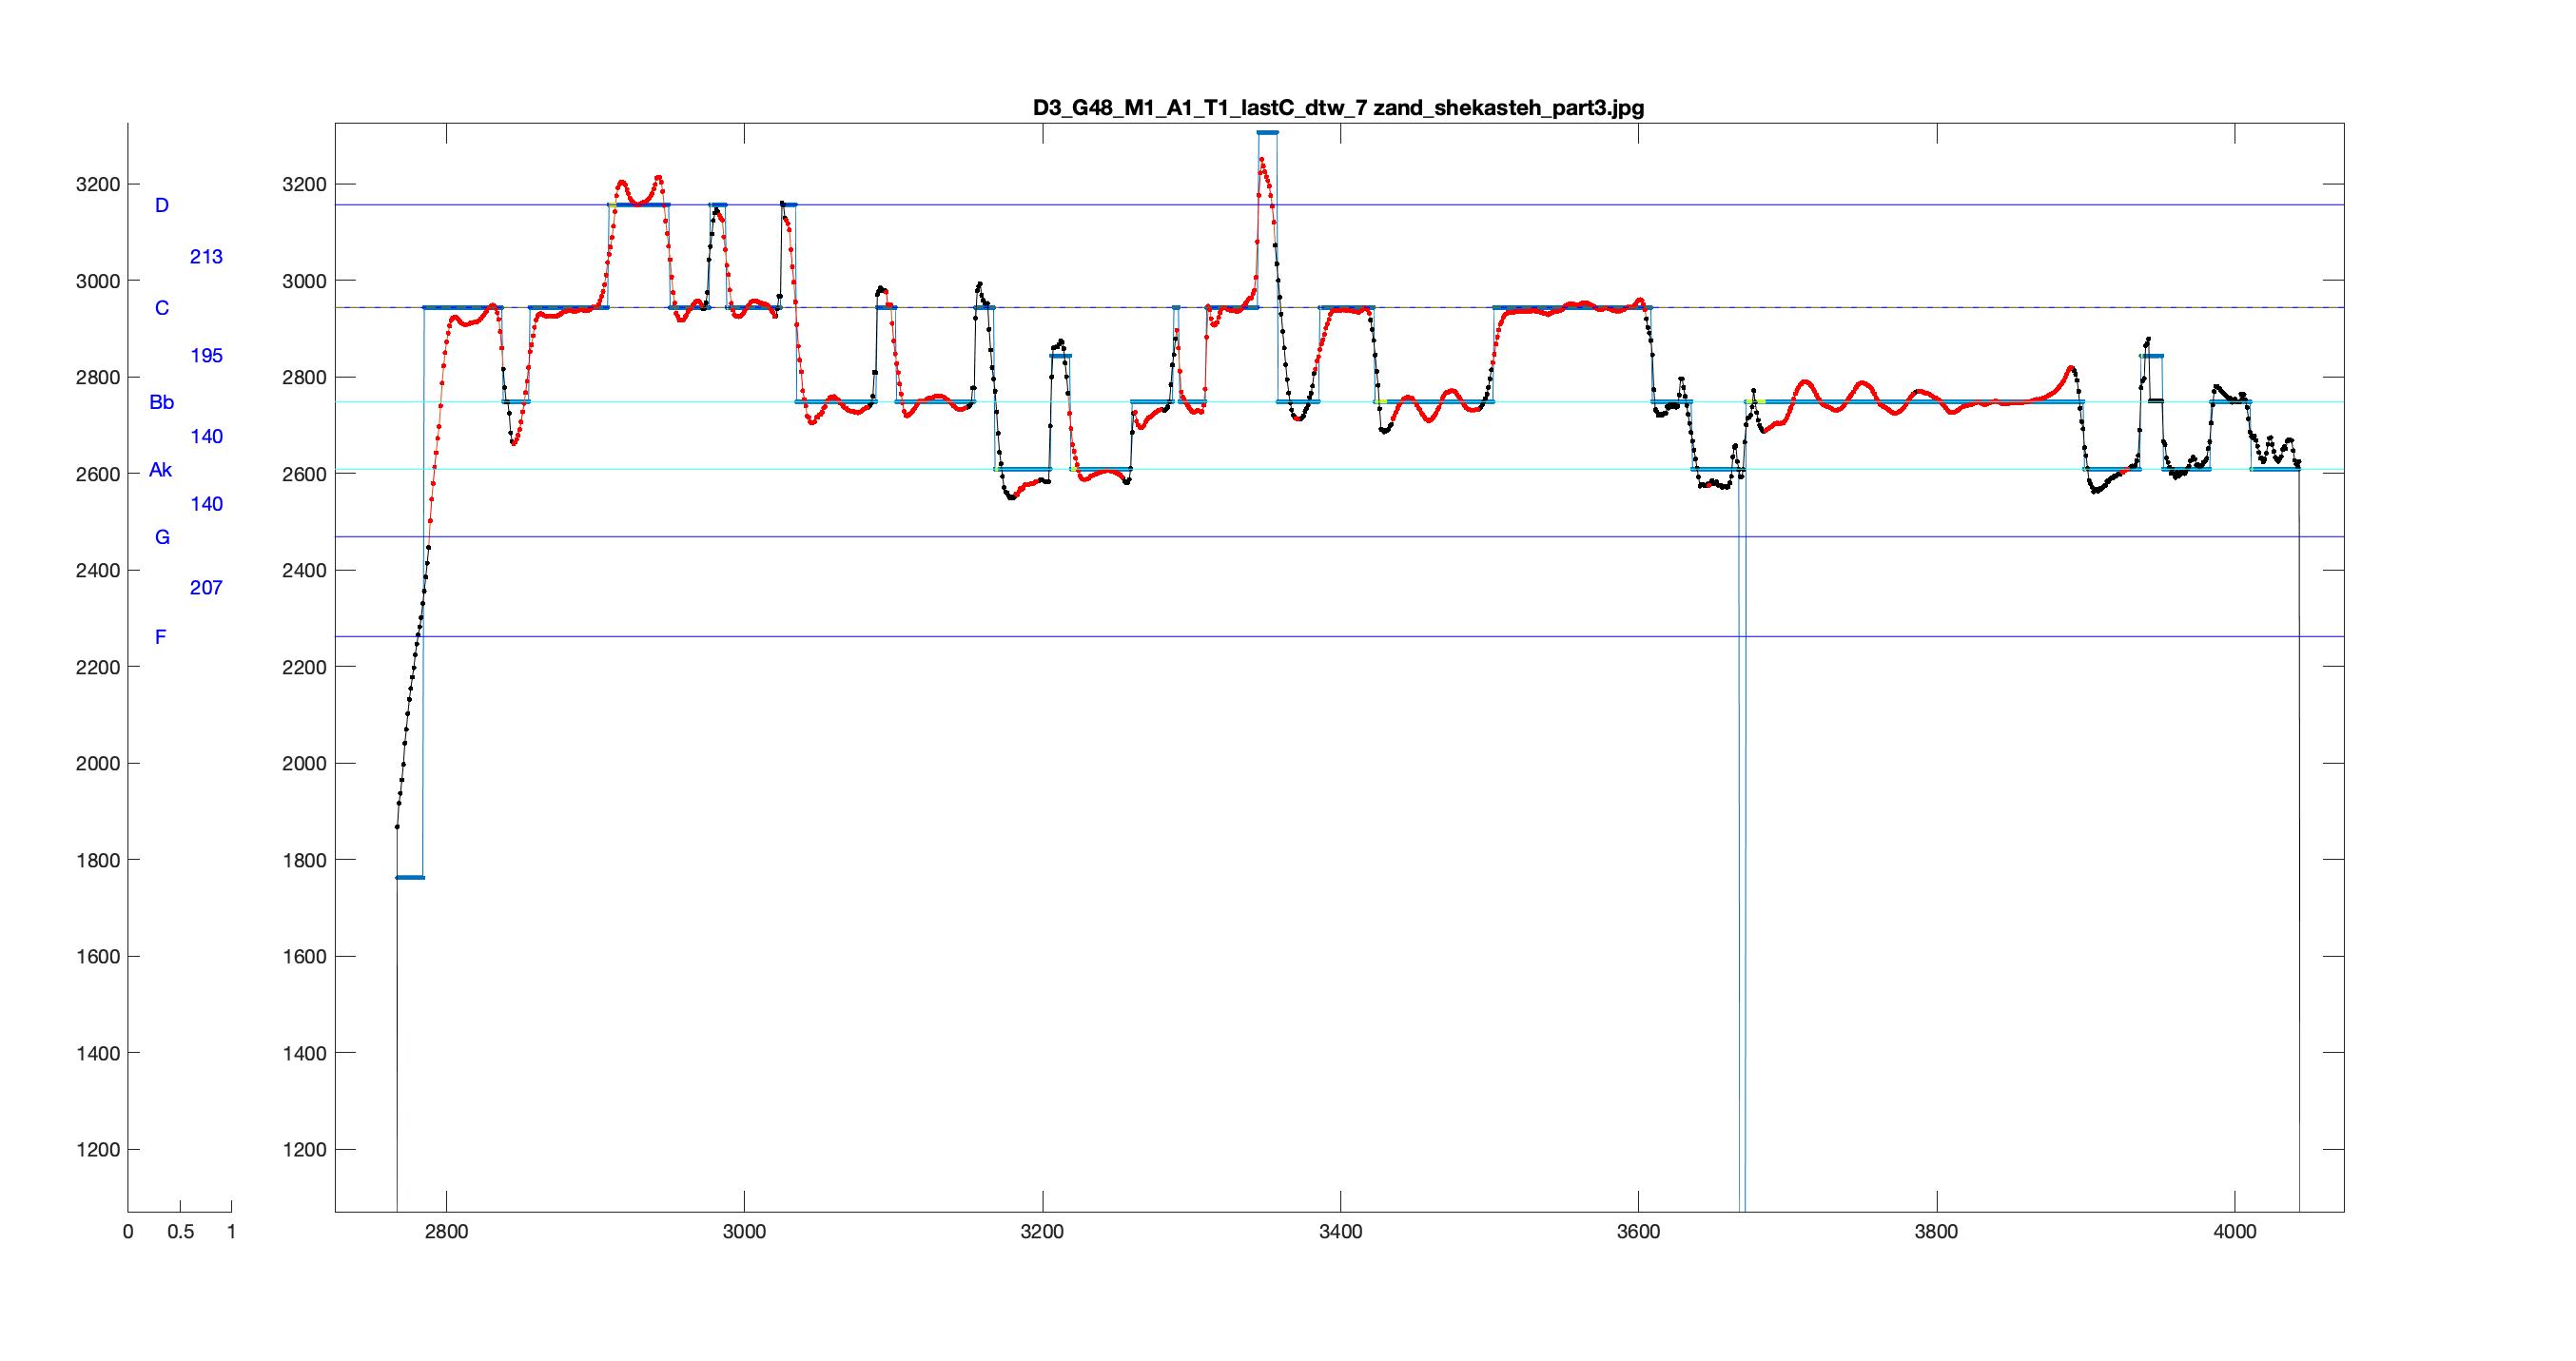 D3_G48_M1_A1_T1_lastC_dtw_7 zand_shekasteh_part3.jpg
3200 3200
D
213
3000 3000
C
195
2800 2800
Bb
140
2600 Ak 2600
140
G
2400 2400
207
F
2200 2200
2000 2000
1800 1800
1600 1600
1400 1400
1200 1200
0 0.5 1 2800 3000 3200 3400 3600 3800 4000